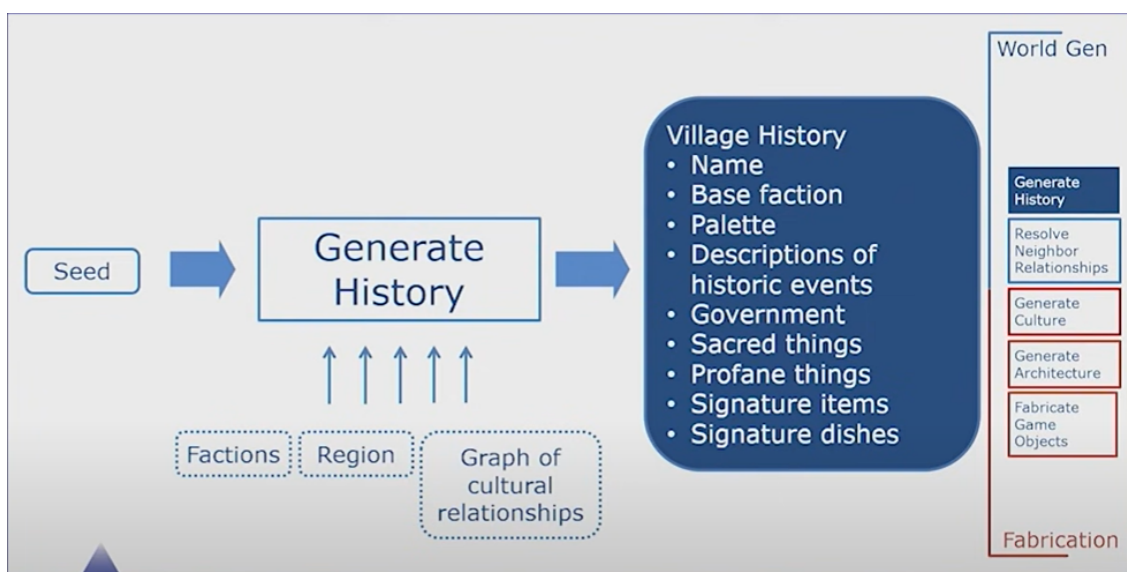 World Gen
Seed
Generate
History
Factions
Region
Graph of
cultural
relationships
Village History
• Name
• Base faction
• Palette
• Descriptions of
historic events
• Government
• Sacred things
• Profane things
• Signature items
• Signature dishes
Generate
History
Resolve
Neighbor
Relationships
Generate
Culture
Generate
Architecture
Fabricate
Game
Objects
Fabrication